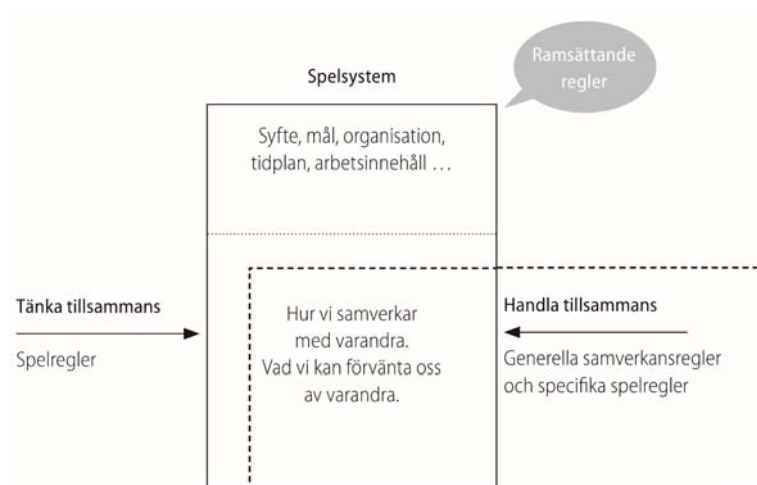 Ramsättande
regler
Spelsystem
Syfte, mål, organisation,
tidplan, arbetsinnehåll …
Tänka tillsammans
Spelregler
Hur vi samverkar
med varandra.
Vad vi kan förvänta oss
av varandra.
Handla tillsammans
Generella samverkansregler
och specifika spelregler